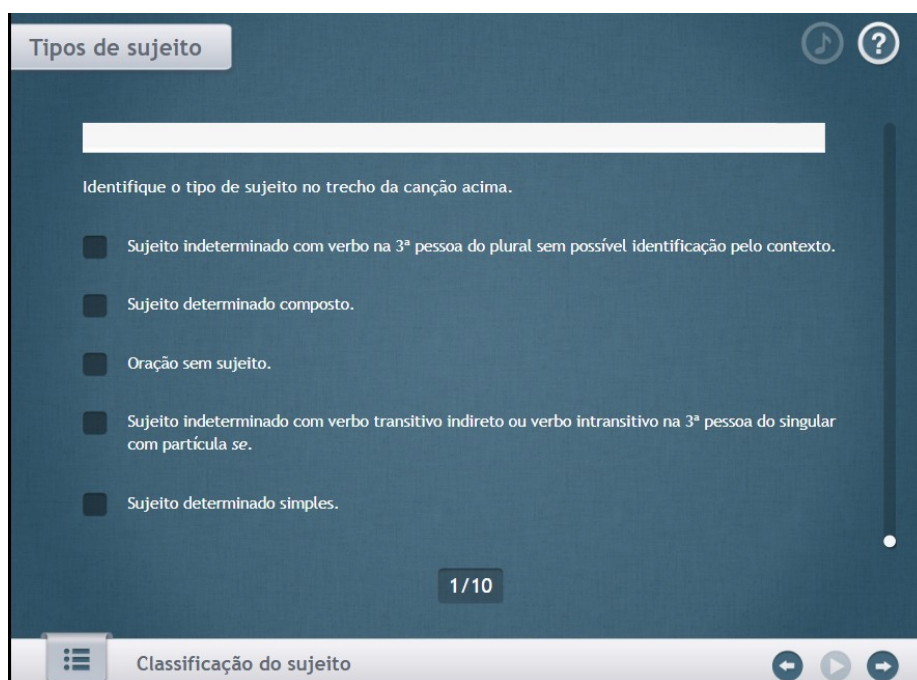 Tipos de sujeito
?
Identifique o tipo de sujeito no trecho da canção acima.
Sujeito indeterminado com verbo na 3ª pessoa do plural sem possível identificação pelo contexto.
Sujeito determinado composto.
Oração sem sujeito.
Sujeito indeterminado com verbo transitivo indireto ou verbo intransitivo na 3ª pessoa do singular
com partícula se.
Sujeito determinado simples.
1/10
Classificação do sujeito